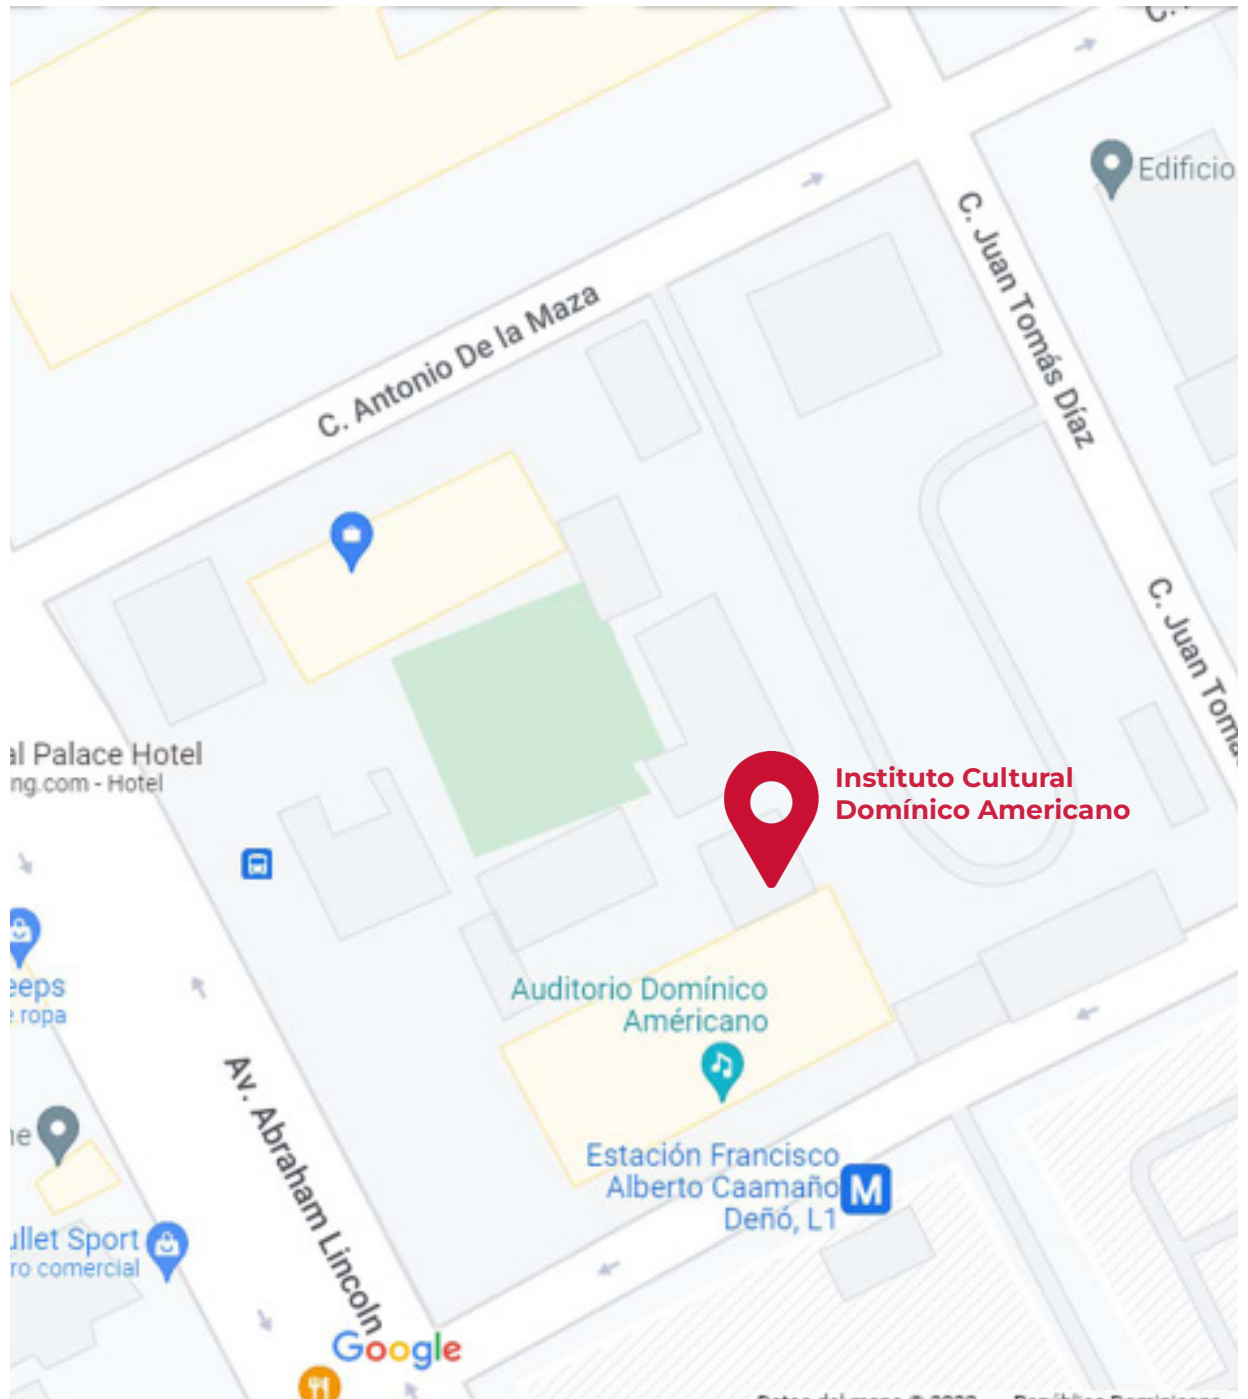 Edificio
C. Juan Tomás Díaz
C. Antonio De la Maza
C. Juan Tomá
al Palace Hotel
ng.com - Hotel
Instituto Cultural
Domínico Americano
eeps
ropa
Auditorio Domínico
Américano
Av. Abraham Lincoln
Estación Francisco
Alberto Caamaño
Deñó, L1
M
ullet Sport
ro comercial
Google